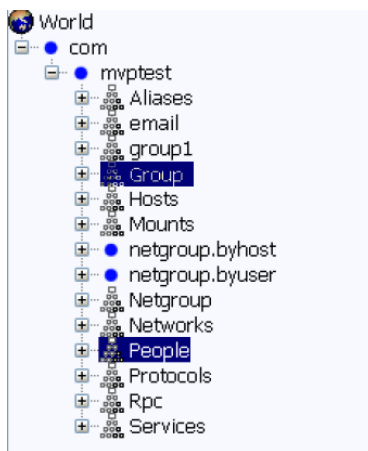 World
com
mvptest
Aliases
email
group1
Group
Hosts
Mounts
netgroup.byhost
netgroup.byuser
Netgroup
Networks
People
Protocols
Rpc
Services